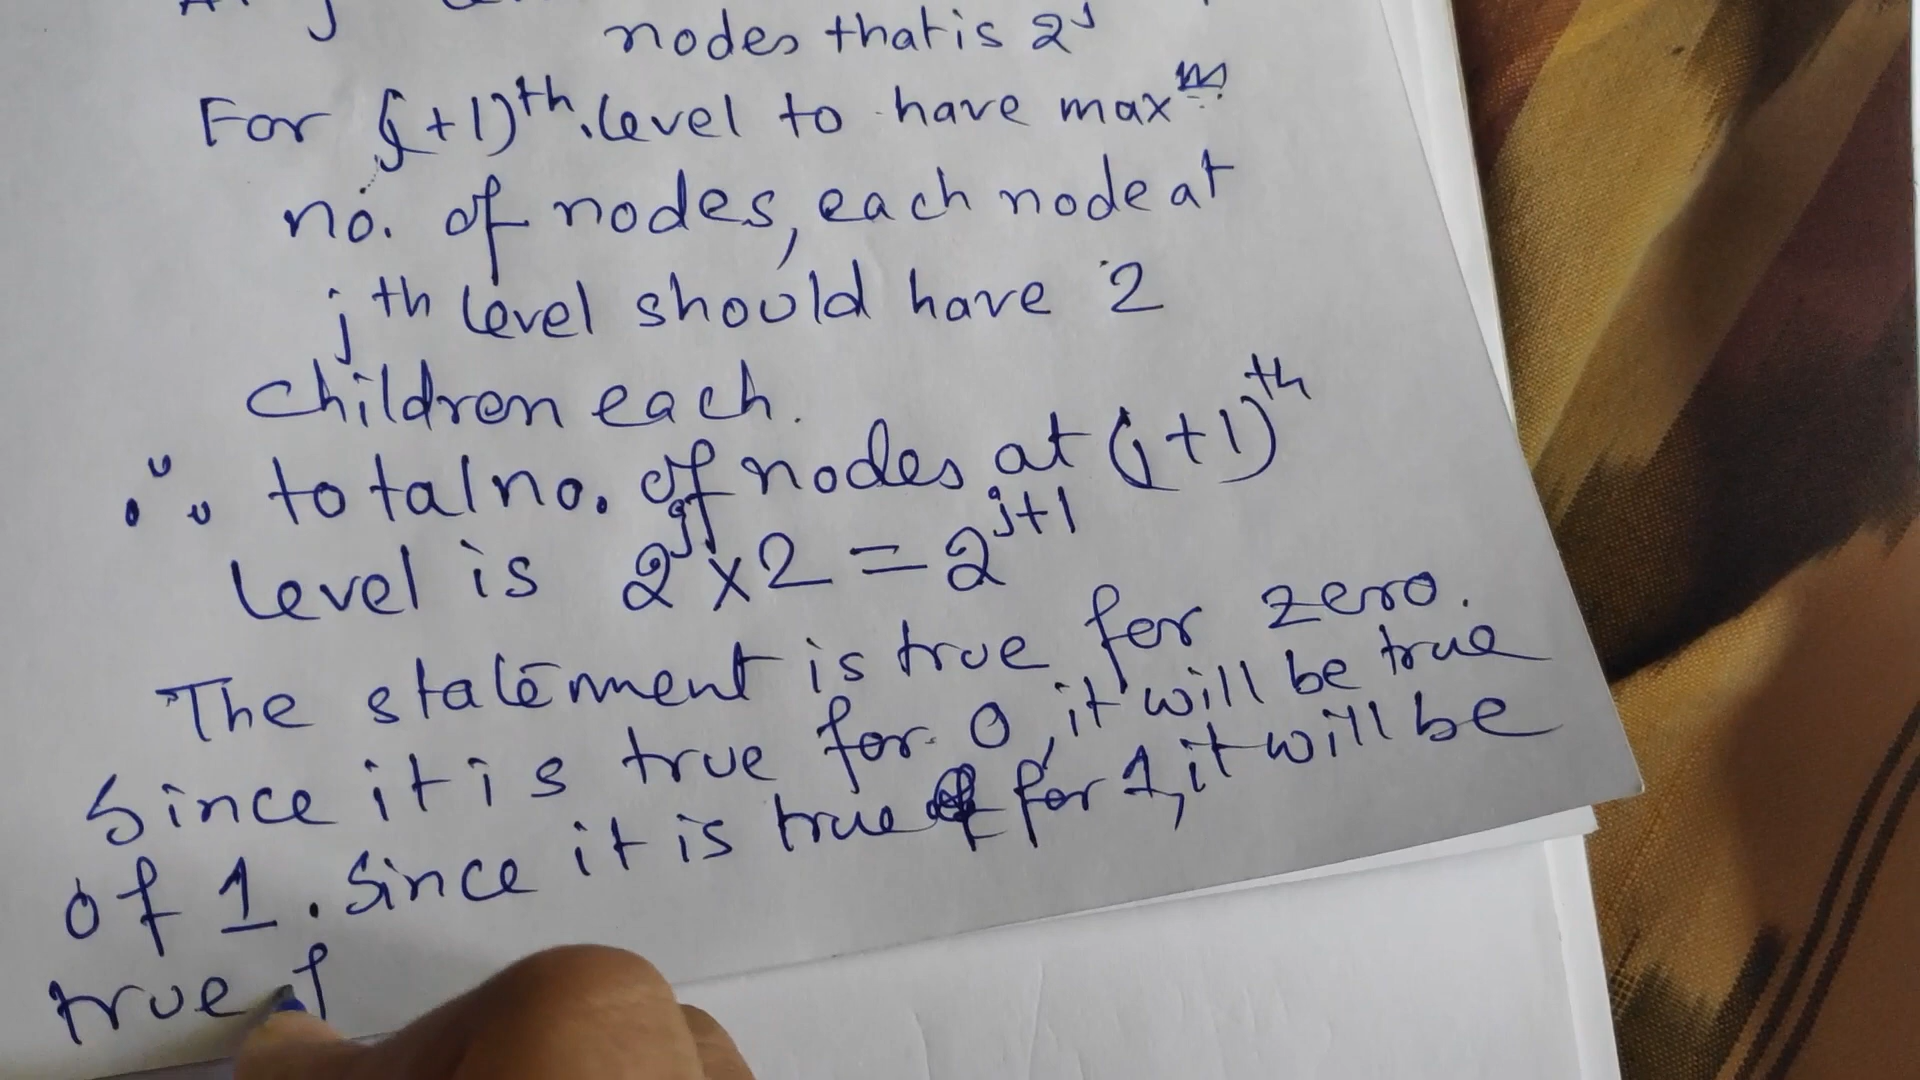 nodes that is 2^j
For (j+1)^th level to have max^m
no. of nodes, each node at
j^th level should have 2
children each.
∴ total no. of nodes at (j+1)^th
level is 2^j x 2 = 2^j+1
The statement is true for zero.
Since it is true for 0, it will be true
of 1. Since it is true for 1, it will be
true